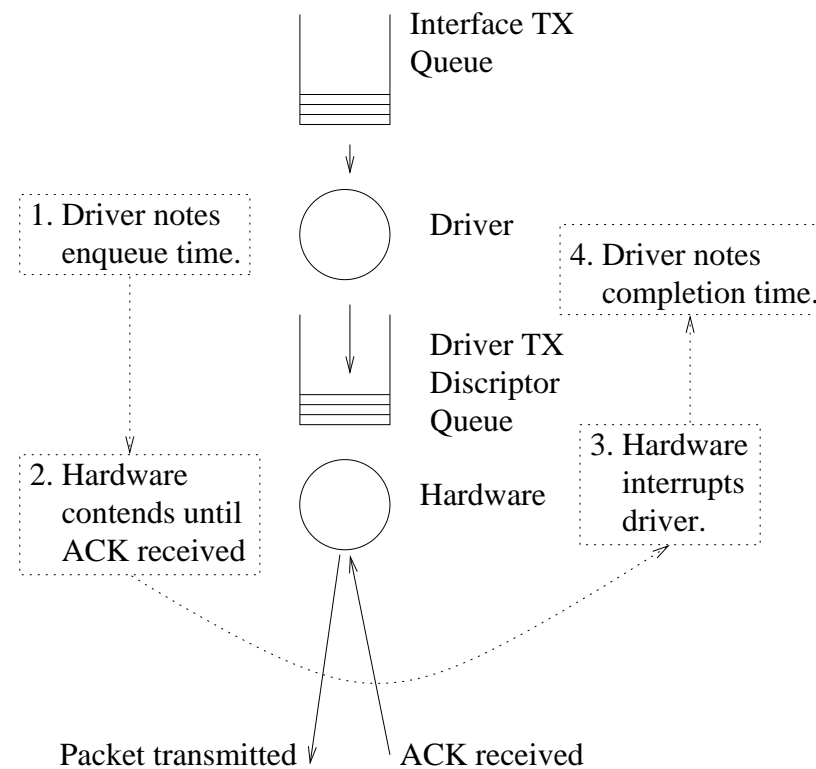 Interface TX
Queue
1. Driver notes
enqueue time.
Driver
4. Driver notes
completion time.
Driver TX
Discriptor
Queue
2. Hardware
contends until
ACK received
Hardware
3. Hardware
interrupts
driver.
Packet transmitted
ACK received